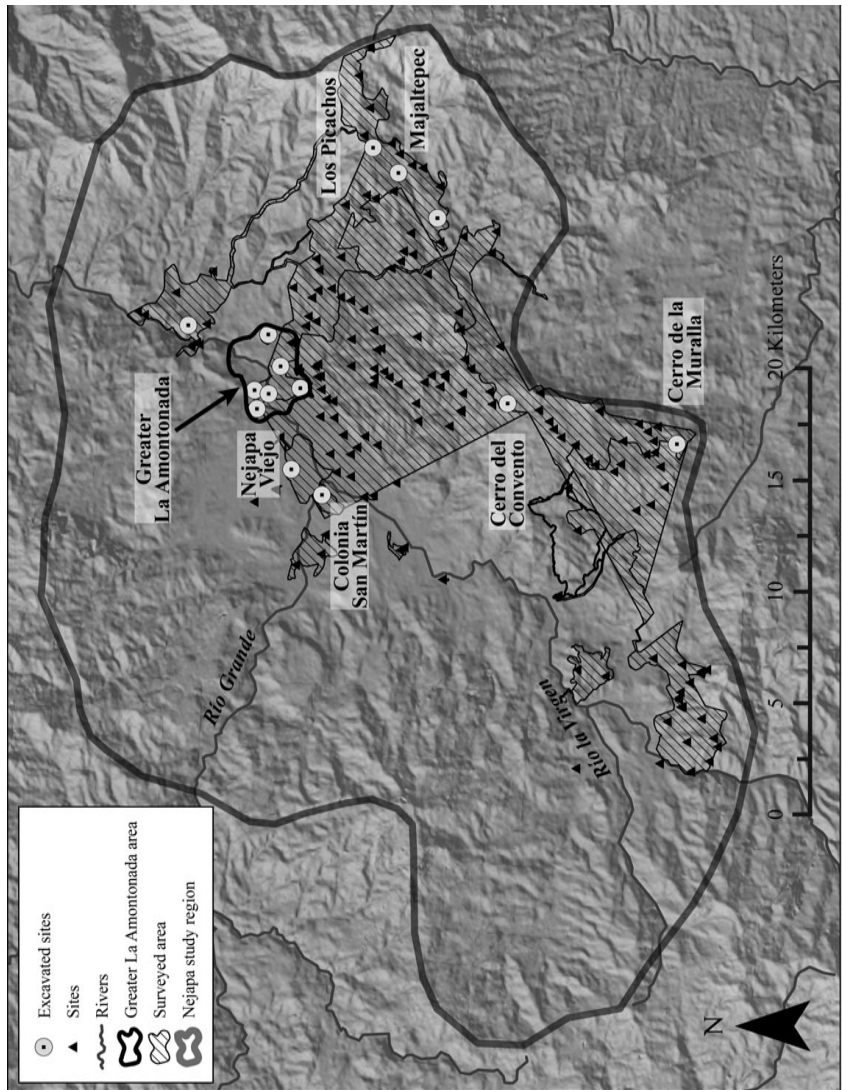 Excavated sites
Sites
Rivers
Greater La Amontonada area
Surveyed area
Nejapa study region
N
Río Grande
Río la Virgen
Greater
La Amontonada
Nejapa
Viejo
Colonia
San Martín
Los Picachos
Majaltepec
Cerro del
Convento
Cerro de la
Muralla
0
5
10
15
20 Kilometers